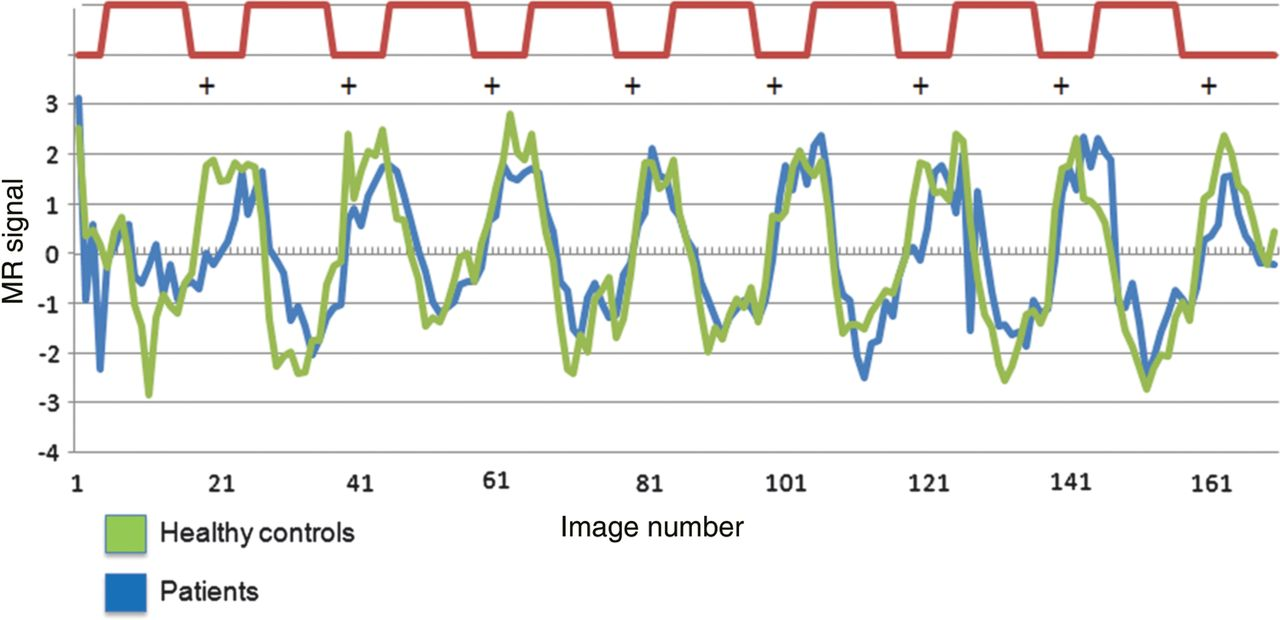 + + + + + + + +
3
2
1
0
-1
-2
-3
-4
MR signal
1 21 41 61 81 101 121 141 161
Image number
Healthy controls
Patients